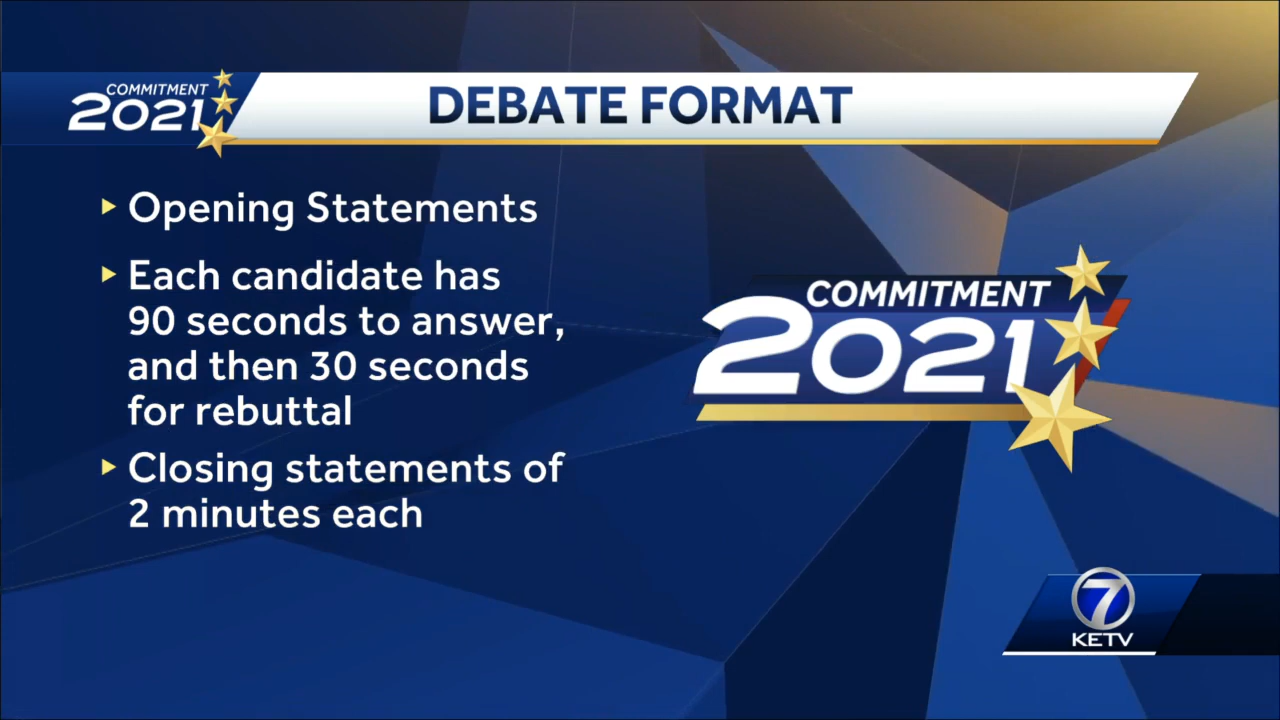 COMMITMENT
2021
DEBATE FORMAT
Opening Statements
Each candidate has
90 seconds to answer,
and then 30 seconds
for rebuttal
Closing statements of
2 minutes each
COMMITMENT
2021
7
KETV